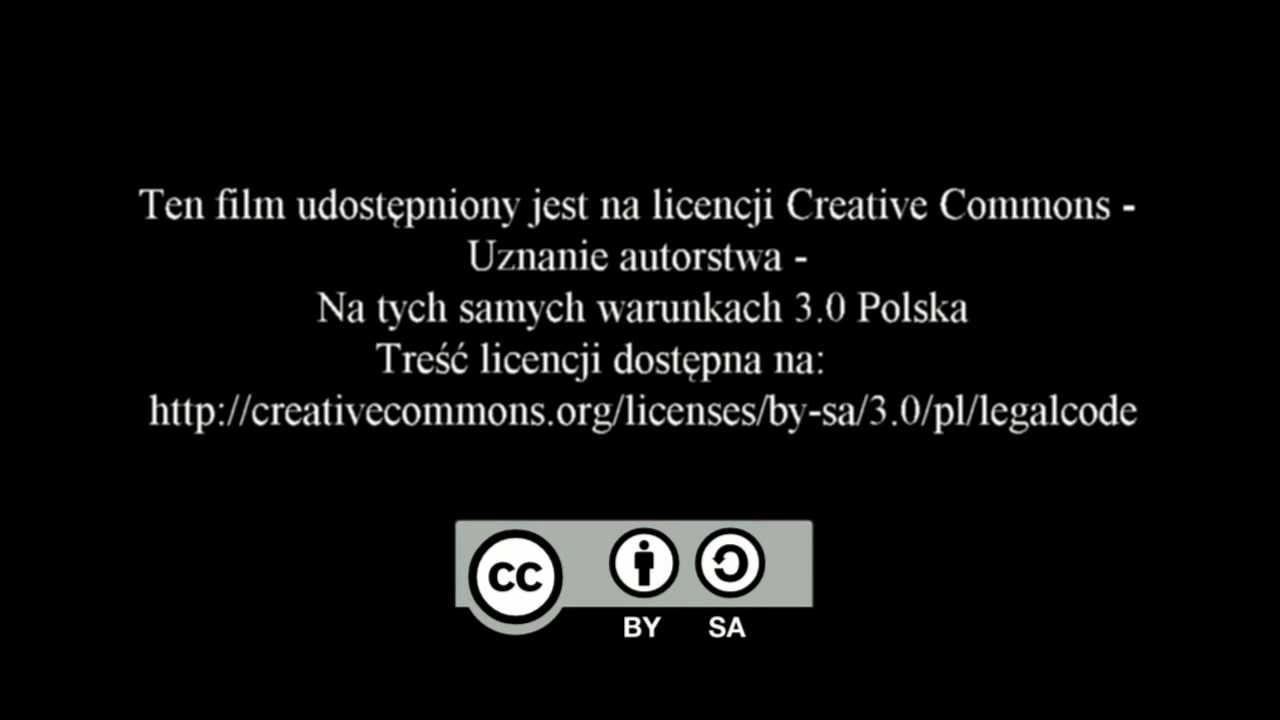 Ten film udostępniony jest na licencji Creative Commons -
Uznanie autorstwa -
Na tych samych warunkach 3.0 Polska
Treść licencji dostępna na:
http://creativecommons.org/licenses/by-sa/3.0/pl/legalcode
CC
BY SA